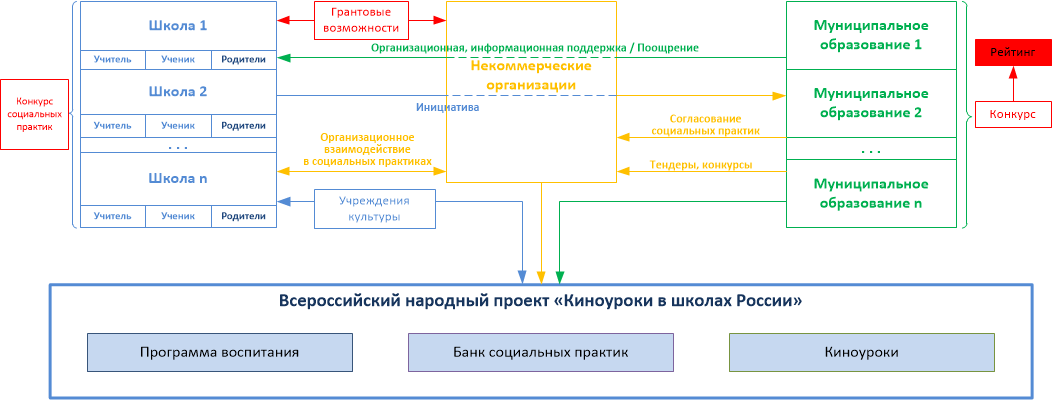 Школа 1
Учитель Ученик Родители
Школа 2
Учитель Ученик Родители
. . .
Школа n
Учитель Ученик Родители
Конкурс
социальных
практик
Грантовые
возможности
Организационная, информационная поддержка / Поощрение
Некоммерческие
организации
Инициатива
Организационное
взаимодействие
в социальных практиках
Согласование
социальных практик
Тендеры, конкурсы
Учреждения
культуры
Муниципальное
образование 1
Муниципальное
образование 2
. . .
Муниципальное
образование n
Рейтинг
Конкурс
Всероссийский народный проект «Киноуроки в школах России»
Программа воспитания
Банк социальных практик
Киноуроки